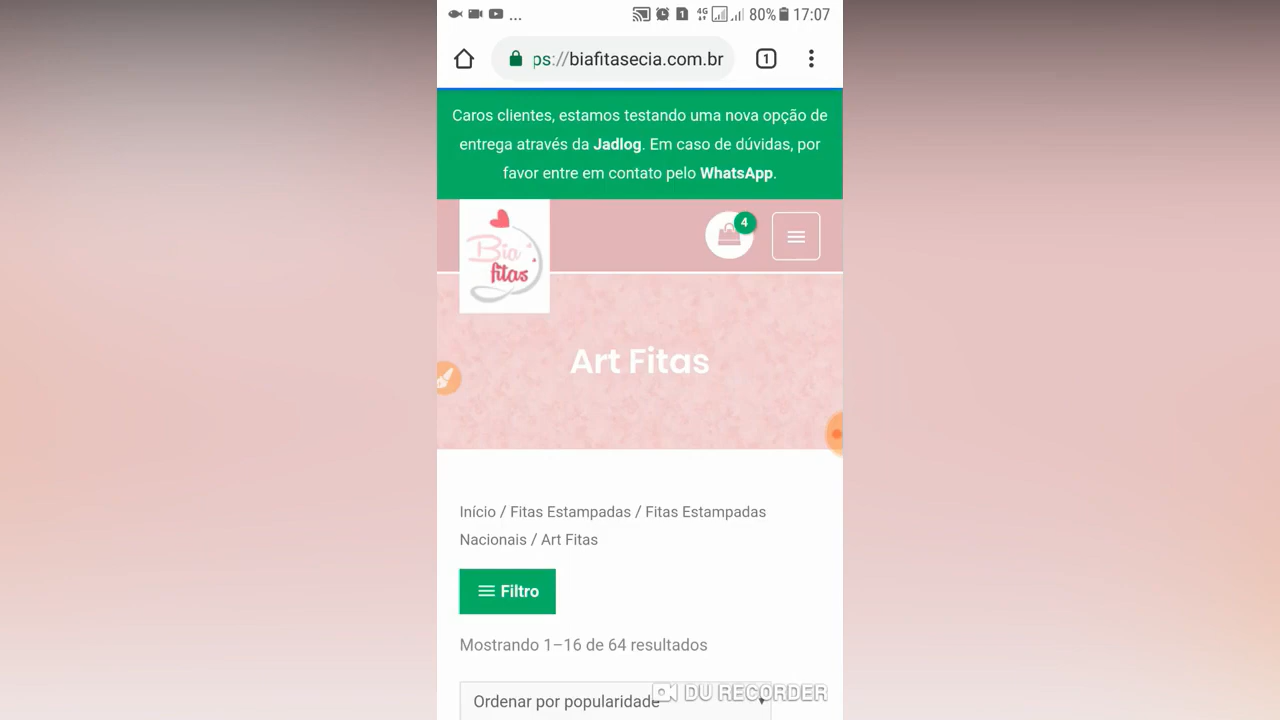 ... 1 4G 80% 17:07
ps://biafitasecia.com.br 1
Caros clientes, estamos testando uma nova opção de
entrega através da Jadlog. Em caso de dúvidas, por
favor entre em contato pelo WhatsApp.
4
Bia
fitas
Art Fitas
Início / Fitas Estampadas / Fitas Estampadas
Nacionais / Art Fitas
Filtro
Mostrando 1–16 de 64 resultados
Ordenar por popularidade
DU RECORDER